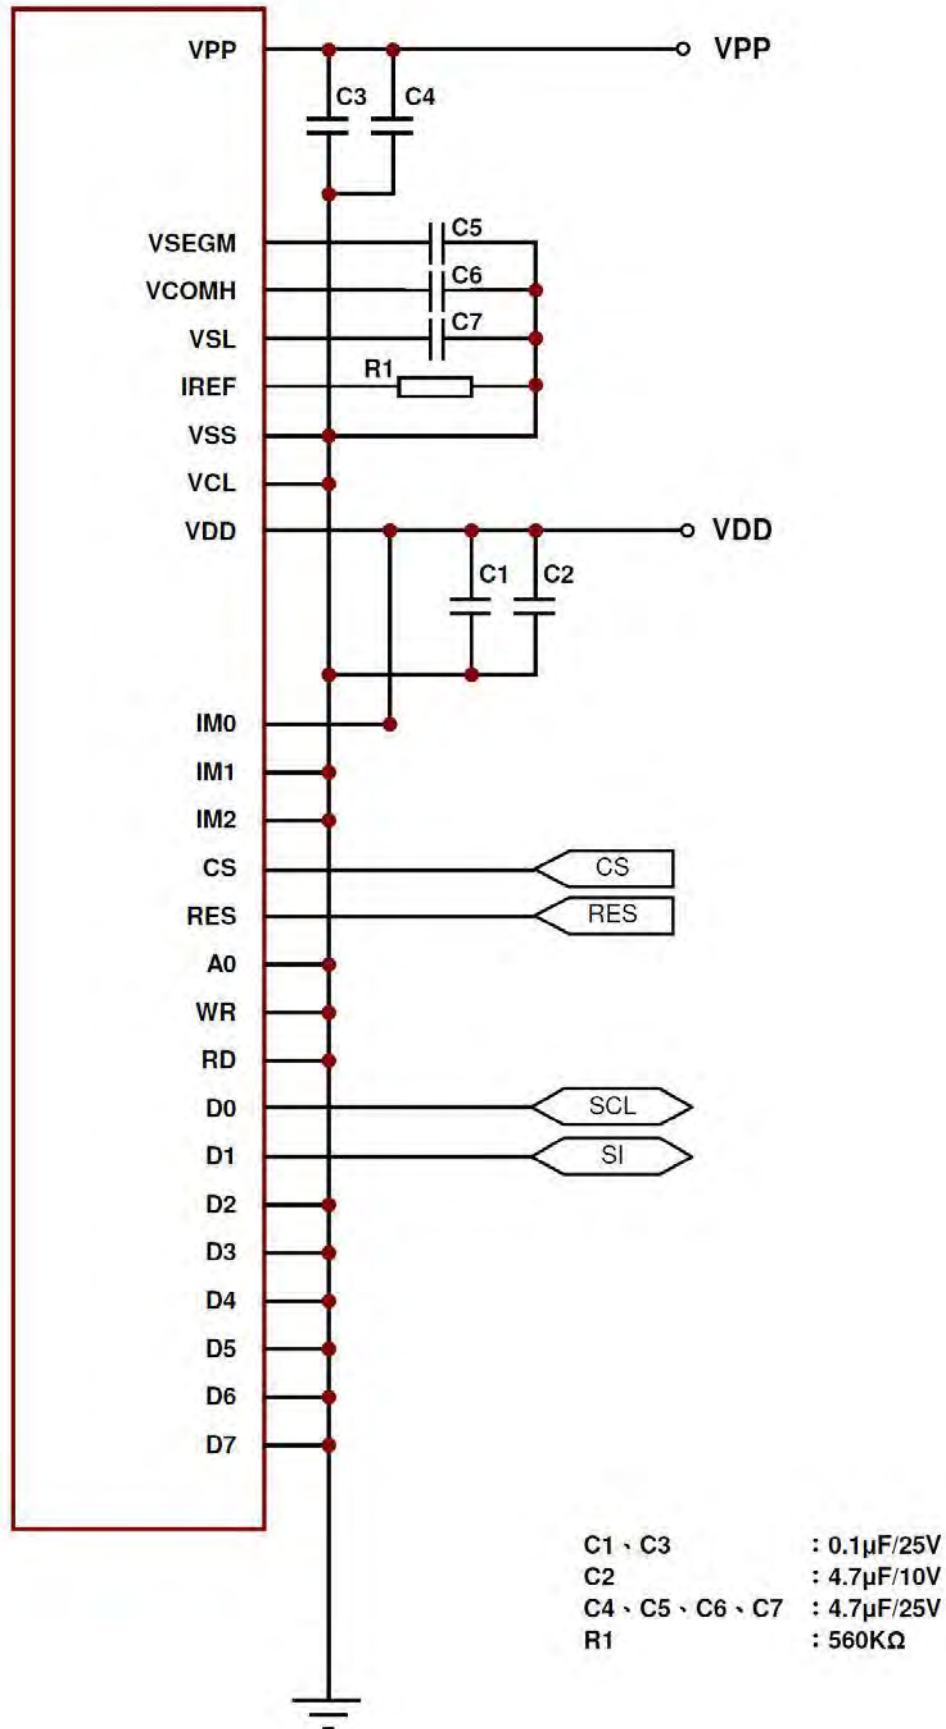 VPP
VPP
C3
C4
VSEGM
C5
VCOMH
C6
VSL
C7
IREF
R1
VSS
VCL
VDD
VDD
C1
C2
IM0
IM1
IM2
CS
CS
RES
RES
A0
WR
RD
D0
SCL
D1
SI
D2
D3
D4
D5
D6
D7
C1、C3 : 0.1µF/25V
C2 : 4.7µF/10V
C4、C5、C6、C7 : 4.7µF/25V
R1 : 560KΩ